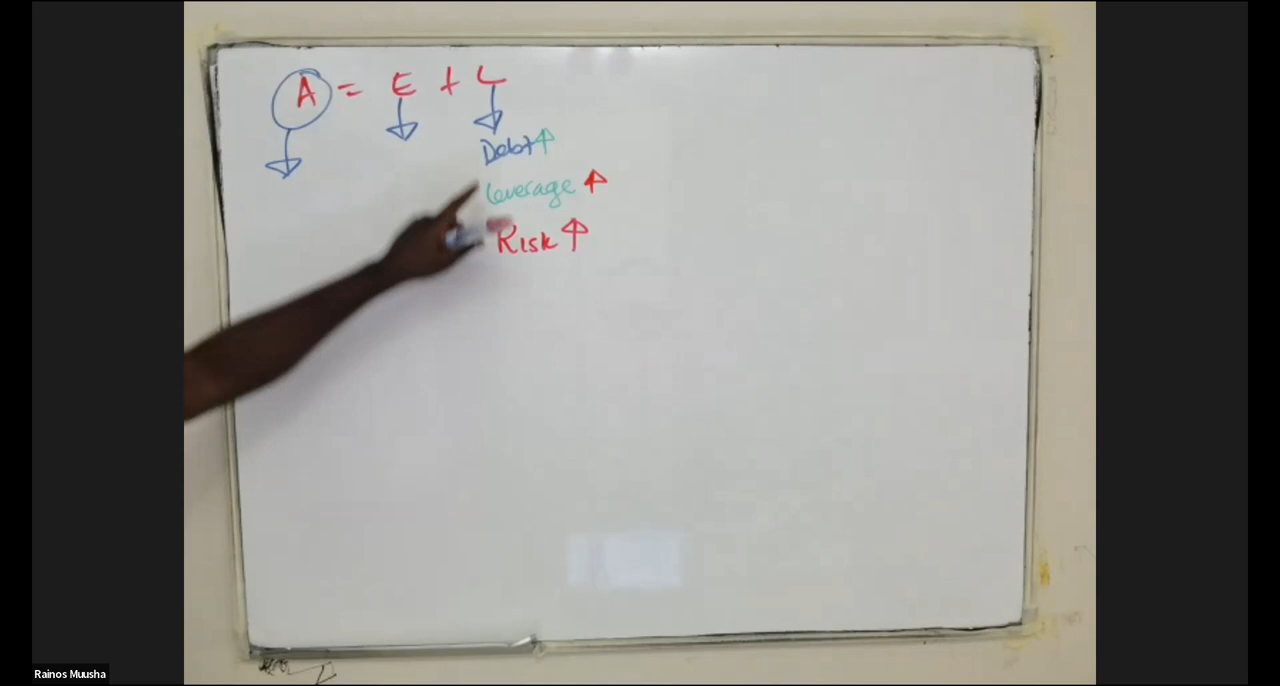 A = E + L
Debt ↑
Leverage ↑
Risk ↑
Rainos Muusha